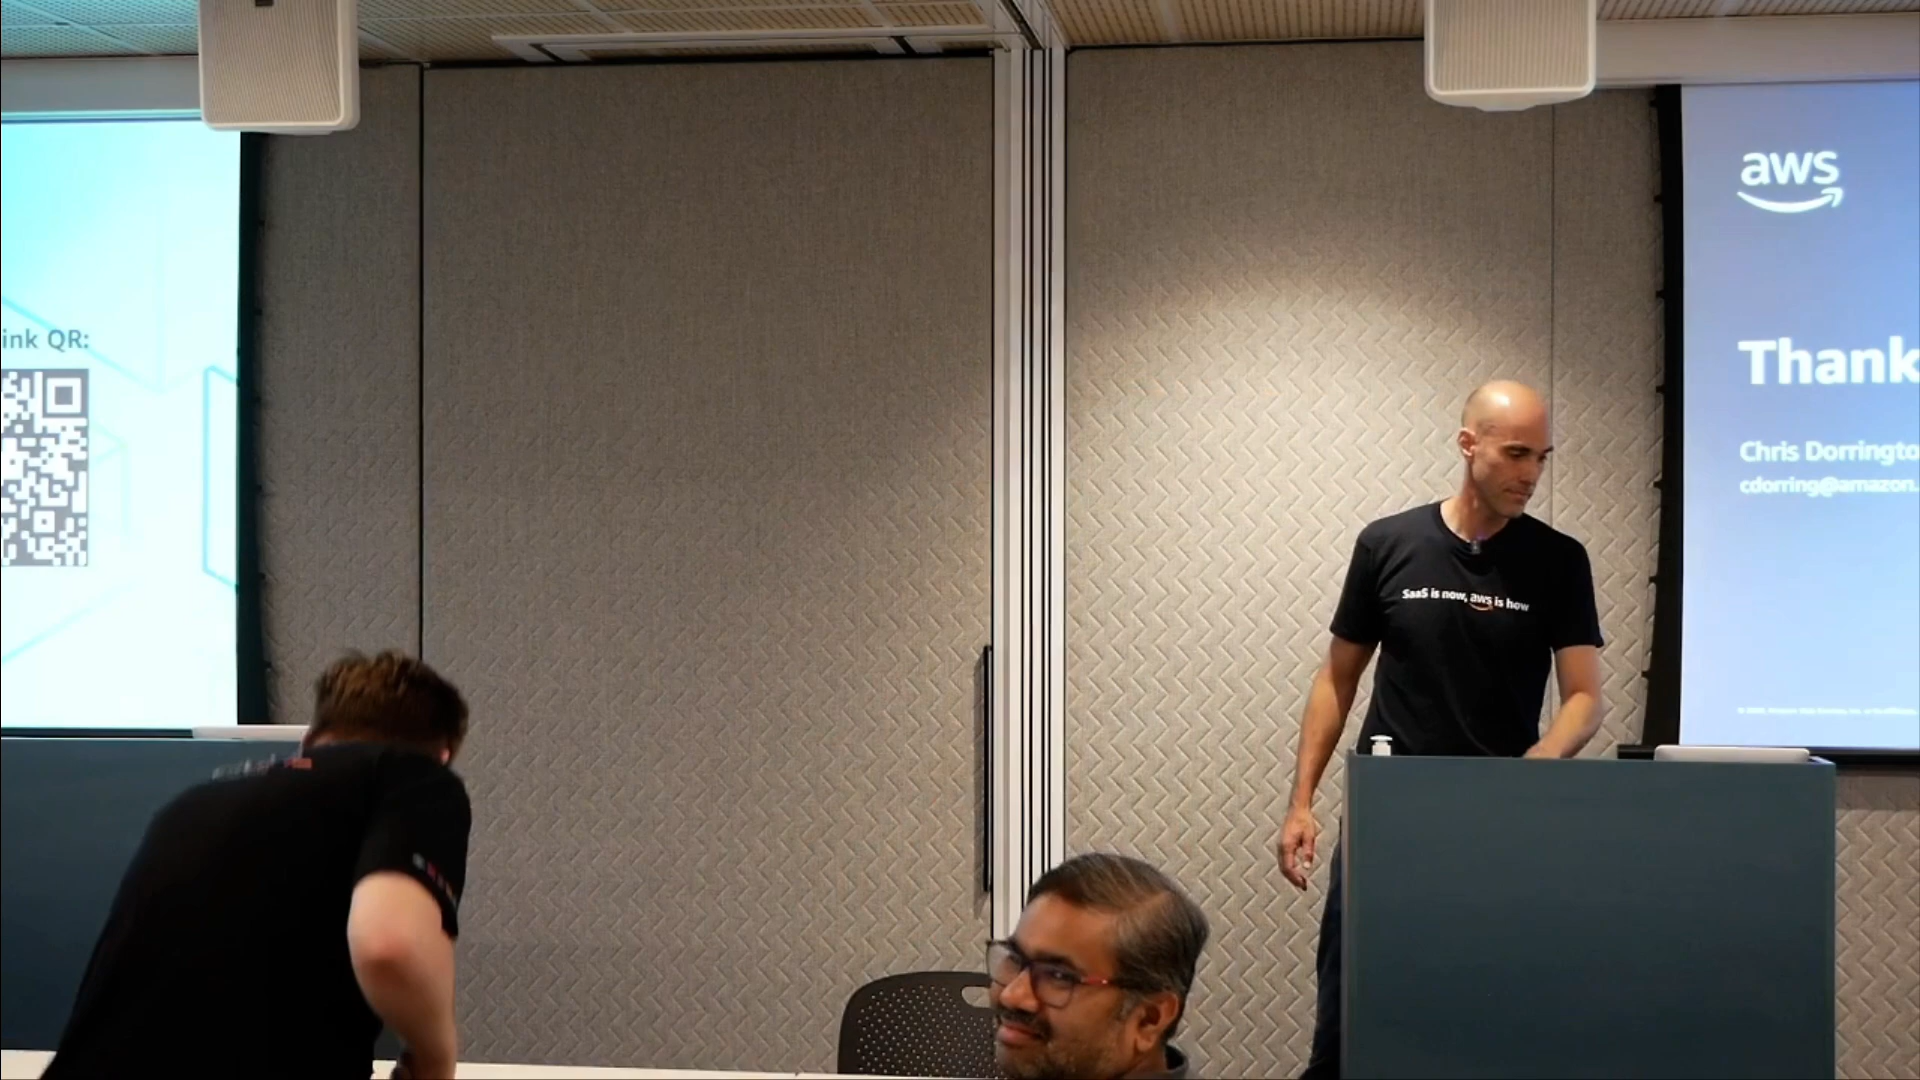 ink QR:
aws
Thank
Chris Dorringto
cdorring@amazon.
SaaS is now, aws is how